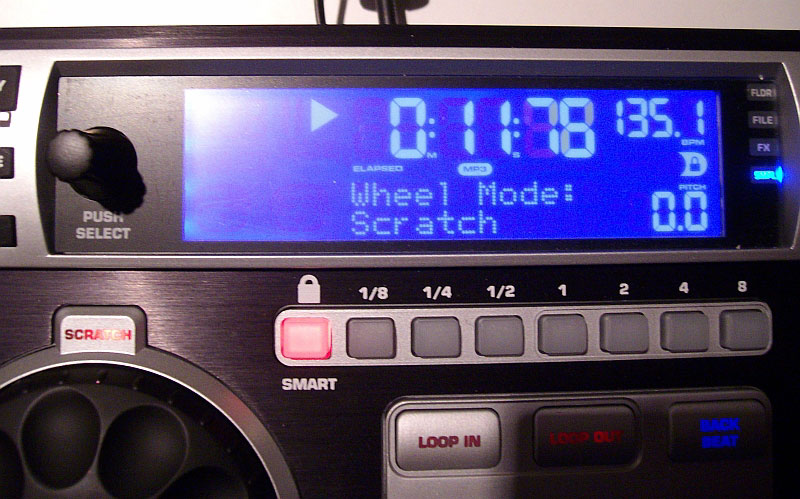 0:11:78
135.1
M
S
BPM
ELAPSED
MP3
PITCH
Wheel Mode:
Scratch
0.0
FLDR
FILE
FX
SMPL
PUSH
SELECT
1/8
1/4
1/2
1
2
4
8
SCRATCH
SMART
LOOP IN
LOOP OUT
BACK
BEAT